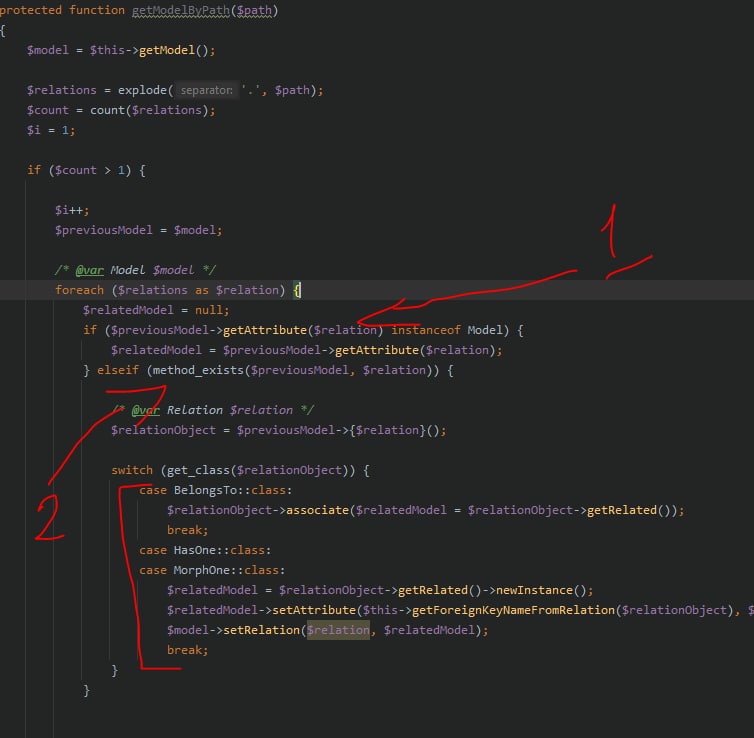 protected function getModelByPath($path)
{
$model = $this->getModel();
$relations = explode( separator: '.', $path);
$count = count($relations);
$i = 1;
if ($count > 1) {
$i++;
$previousModel = $model;
/* @var Model $model */
foreach ($relations as $relation) {
$relatedModel = null;
if ($previousModel->getAttribute($relation) instanceof Model) {
$relatedModel = $previousModel->getAttribute($relation);
} elseif (method_exists($previousModel, $relation)) {
/* @var Relation $relation */
$relationObject = $previousModel->{$relation}();
switch (get_class($relationObject)) {
case BelongsTo::class:
$relationObject->associate($relatedModel = $relationObject->getRelated());
break;
case HasOne::class:
case MorphOne::class:
$relatedModel = $relationObject->getRelated()->newInstance();
$relatedModel->setAttribute($this->getForeignKeyNameFromRelation($relationObject), $
$model->setRelation($relation, $relatedModel);
break;
}
}
1
2